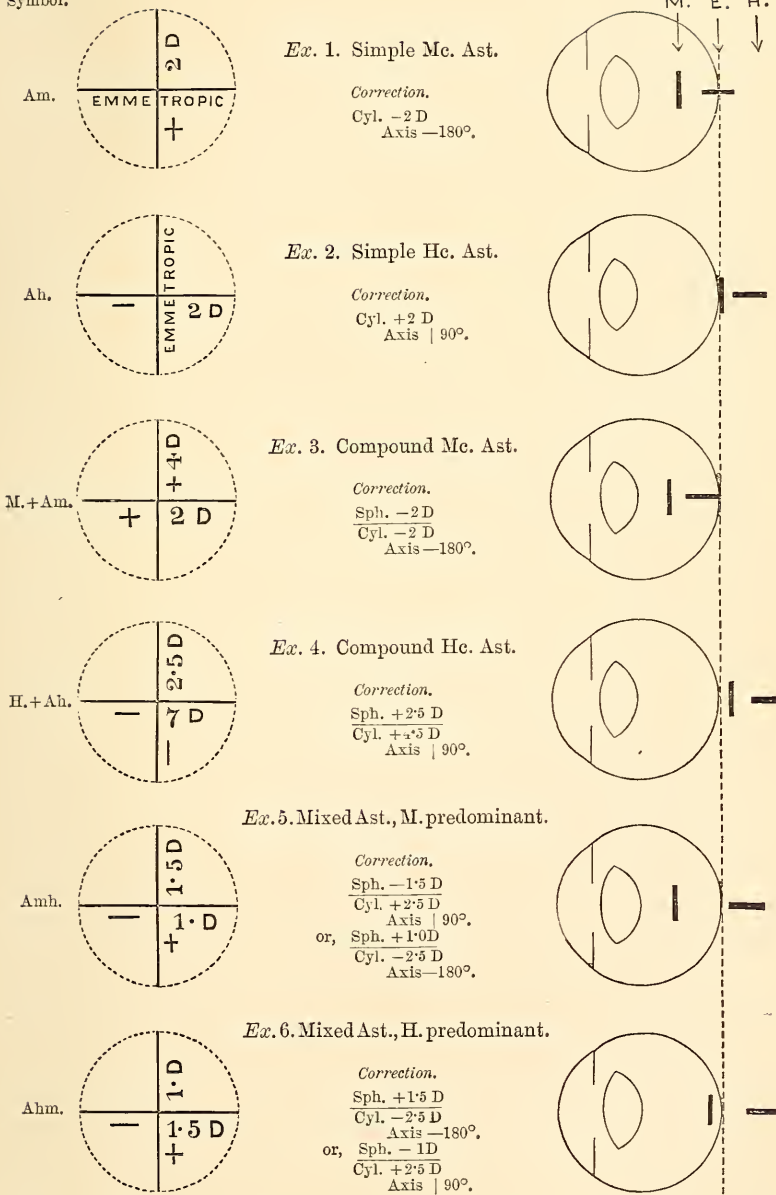 Symbol.
M. E. H.
Am.
2 D
EMMETROPIC
+
Ex. 1. Simple Mc. Ast.
Correction.
Cyl. −2 D
Axis —180°.
Ah.
EMMETROPIC
— 2 D
Ex. 2. Simple Hc. Ast.
Correction.
Cyl. +2 D
Axis | 90°.
M.+Am.
+ 4·D
+ 2 D
Ex. 3. Compound Mc. Ast.
Correction.
Sph. −2 D
Cyl. −2 D
Axis—180°.
H.+Ah.
2·5 D
— 7 D
|
Ex. 4. Compound Hc. Ast.
Correction.
Sph. +2·5 D
Cyl. +4·5 D
Axis | 90°.
Amh.
1·5 D
— 1· D
+
Ex. 5. Mixed Ast., M. predominant.
Correction.
Sph. −1·5 D
Cyl. +2·5 D
Axis | 90°.
or, Sph. +1·0D
Cyl. −2·5 D
Axis—180°.
Ahm.
1· D
— 1·5 D
+
Ex. 6. Mixed Ast., H. predominant.
Correction.
Sph. +1·5 D
Cyl. −2·5 D
Axis —180°.
or, Sph. − 1D
Cyl. +2·5 D
Axis | 90°.